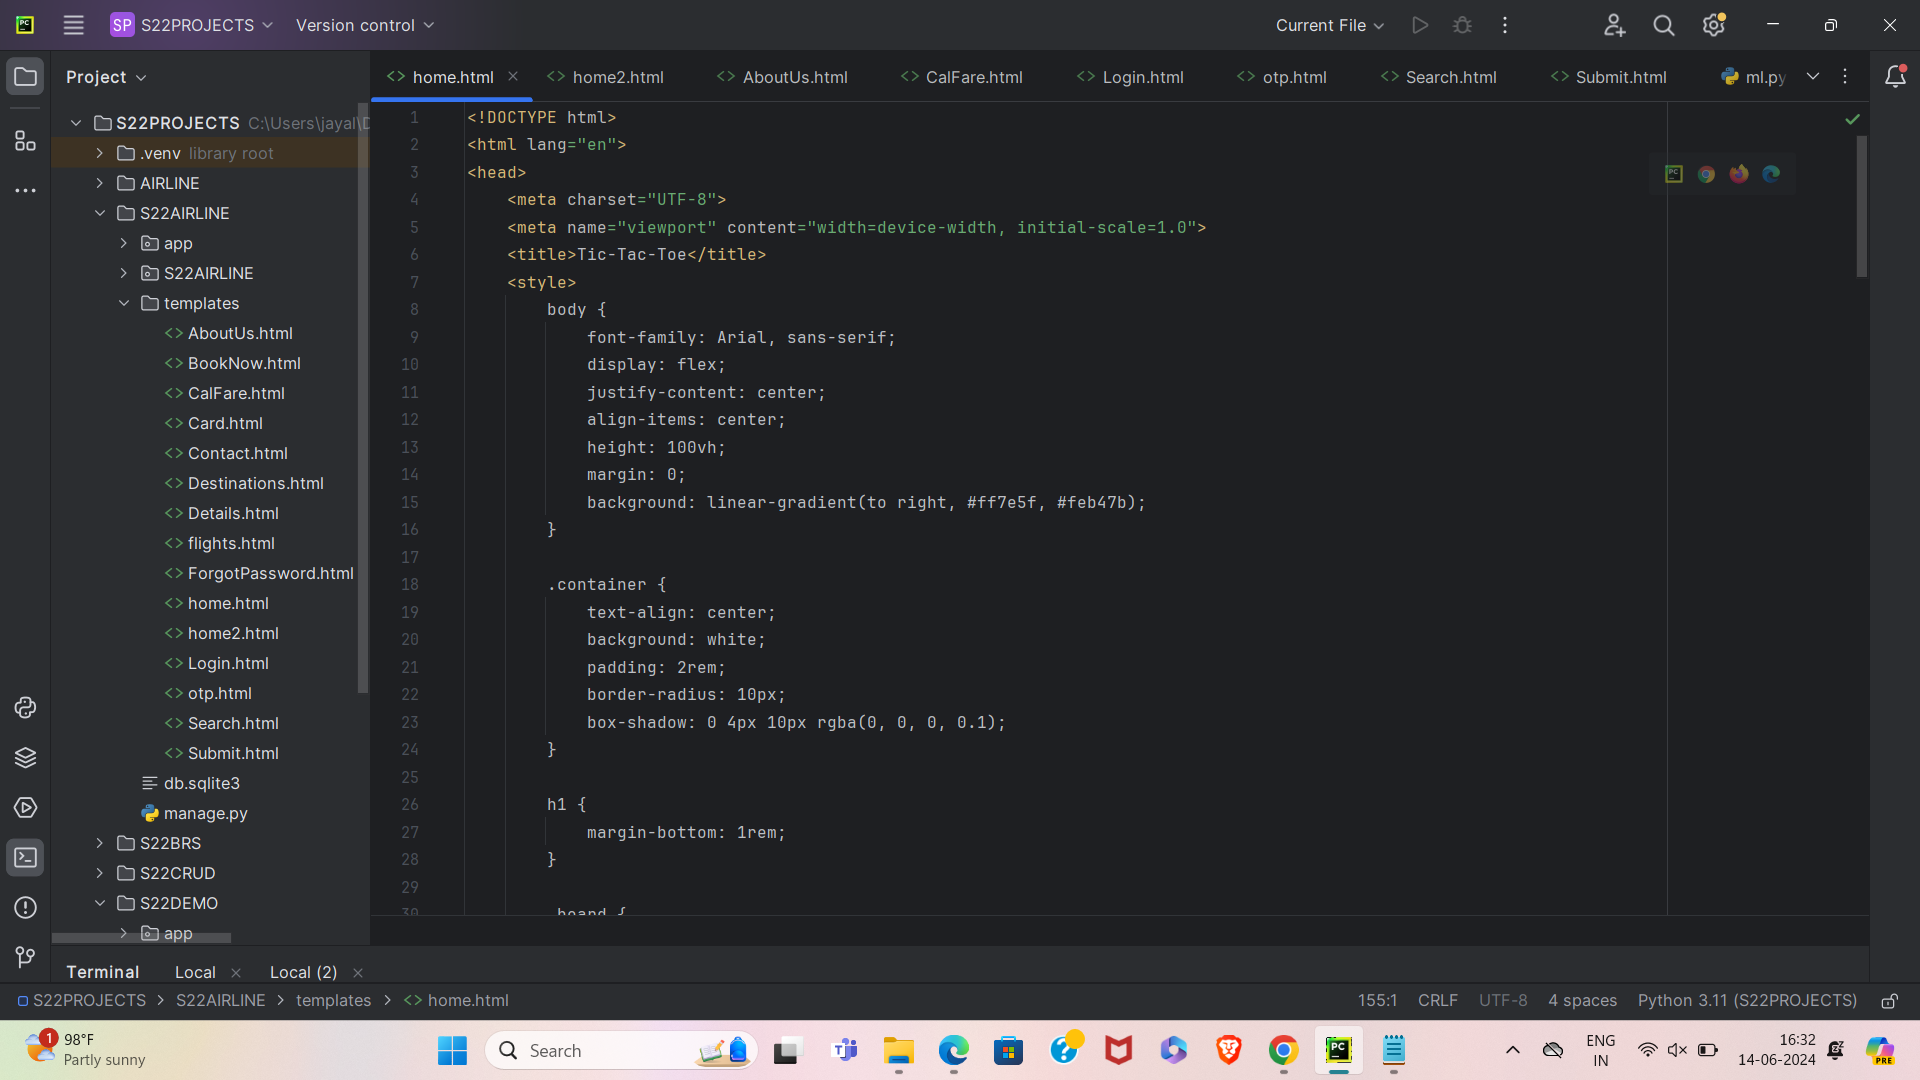 SP S22PROJECTS Version control Current File
Project
home.html home2.html AboutUs.html CalFare.html Login.html otp.html Search.html Submit.html ml.py
S22PROJECTS C:\Users\jayal\
.venv library root
AIRLINE
S22AIRLINE
app
S22AIRLINE
templates
AboutUs.html
BookNow.html
CalFare.html
Card.html
Contact.html
Destinations.html
Details.html
flights.html
ForgotPassword.html
home.html
home2.html
Login.html
otp.html
Search.html
Submit.html
db.sqlite3
manage.py
S22BRS
S22CRUD
S22DEMO
app
1 <!DOCTYPE html>
2 <html lang="en">
3 <head>
4 <meta charset="UTF-8">
5 <meta name="viewport" content="width=device-width, initial-scale=1.0">
6 <title>Tic-Tac-Toe</title>
7 <style>
8 body {
9 font-family: Arial, sans-serif;
10 display: flex;
11 justify-content: center;
12 align-items: center;
13 height: 100vh;
14 margin: 0;
15 background: linear-gradient(to right, #ff7e5f, #feb47b);
16 }
17
18 .container {
19 text-align: center;
20 background: white;
21 padding: 2rem;
22 border-radius: 10px;
23 box-shadow: 0 4px 10px rgba(0, 0, 0, 0.1);
24 }
25
26 h1 {
27 margin-bottom: 1rem;
28 }
29
30 .board {
Terminal Local Local (2)
S22PROJECTS > S22AIRLINE > templates > home.html 155:1 CRLF UTF-8 4 spaces Python 3.11 (S22PROJECTS)
1 98°F
Partly sunny
Search
ENG
IN
16:32
14-06-2024
PRE